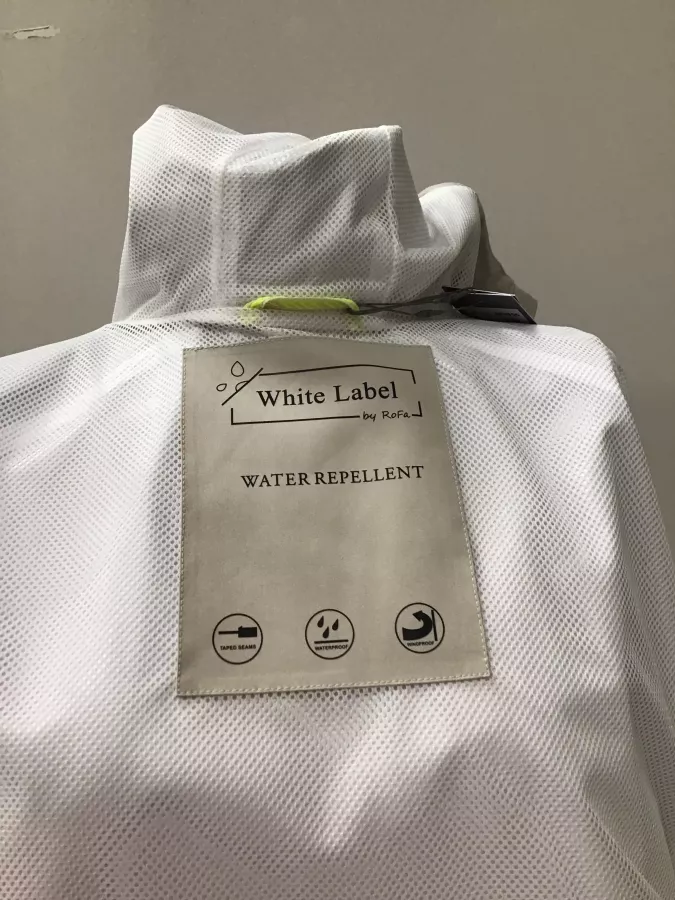 White Label
by RoFa
WATER REPELLENT
TAPED SEAMS
WATERPROOF
WINDPROOF